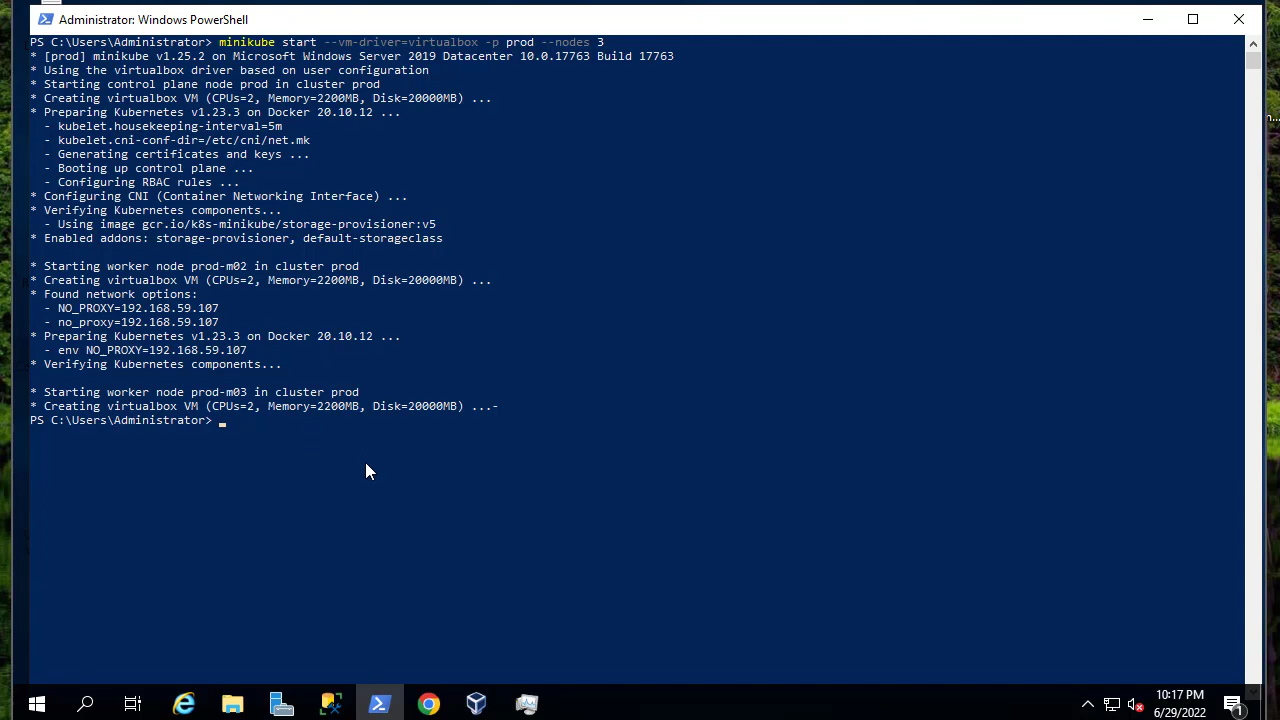 Administrator: Windows PowerShell
PS C:\Users\Administrator> minikube start --vm-driver=virtualbox -p prod --nodes 3
* [prod] minikube v1.25.2 on Microsoft Windows Server 2019 Datacenter 10.0.17763 Build 17763
* Using the virtualbox driver based on user configuration
* Starting control plane node prod in cluster prod
* Creating virtualbox VM (CPUs=2, Memory=2200MB, Disk=20000MB) ...
* Preparing Kubernetes v1.23.3 on Docker 20.10.12 ...
  - kubelet.housekeeping-interval=5m
  - kubelet.cni-conf-dir=/etc/cni/net.mk
  - Generating certificates and keys ...
  - Booting up control plane ...
  - Configuring RBAC rules ...
* Configuring CNI (Container Networking Interface) ...
* Verifying Kubernetes components...
  - Using image gcr.io/k8s-minikube/storage-provisioner:v5
* Enabled addons: storage-provisioner, default-storageclass
* Starting worker node prod-m02 in cluster prod
* Creating virtualbox VM (CPUs=2, Memory=2200MB, Disk=20000MB) ...
* Found network options:
  - NO_PROXY=192.168.59.107
  - no_proxy=192.168.59.107
* Preparing Kubernetes v1.23.3 on Docker 20.10.12 ...
  - env NO_PROXY=192.168.59.107
* Verifying Kubernetes components...
* Starting worker node prod-m03 in cluster prod
* Creating virtualbox VM (CPUs=2, Memory=2200MB, Disk=20000MB) ...-
PS C:\Users\Administrator>
10:17 PM
6/29/2022
1